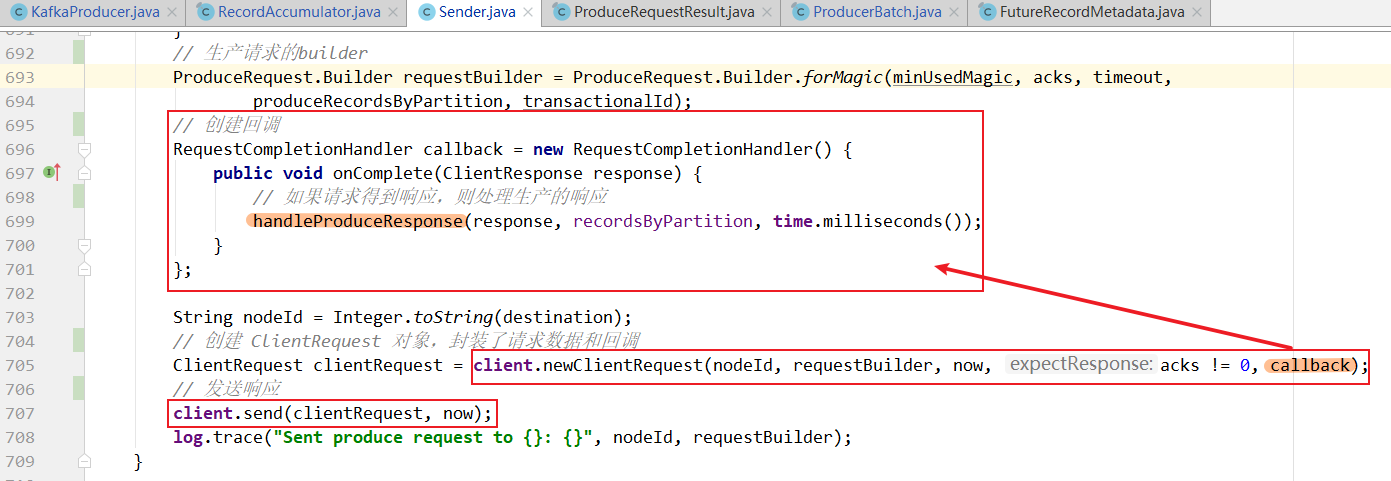 KafkaProducer.java RecordAccumulator.java Sender.java ProduceRequestResult.java ProducerBatch.java FutureRecordMetadata.java
691 }
692 // 生产请求的builder
693 ProduceRequest.Builder requestBuilder = ProduceRequest.Builder.forMagic(minUsedMagic, acks, timeout,
694 produceRecordsByPartition, transactionalId);
695 // 创建回调
696 RequestCompletionHandler callback = new RequestCompletionHandler() {
697 public void onComplete(ClientResponse response) {
698 // 如果请求得到响应，则处理生产的响应
699 handleProduceResponse(response, recordsByPartition, time.milliseconds());
700 }
701 };
702
703 String nodeId = Integer.toString(destination);
704 // 创建 ClientRequest 对象，封装了请求数据和回调
705 ClientRequest clientRequest = client.newClientRequest(nodeId, requestBuilder, now, expectResponse: acks != 0, callback);
706 // 发送响应
707 client.send(clientRequest, now);
708 log.trace("Sent produce request to {}: {}", nodeId, requestBuilder);
709 }